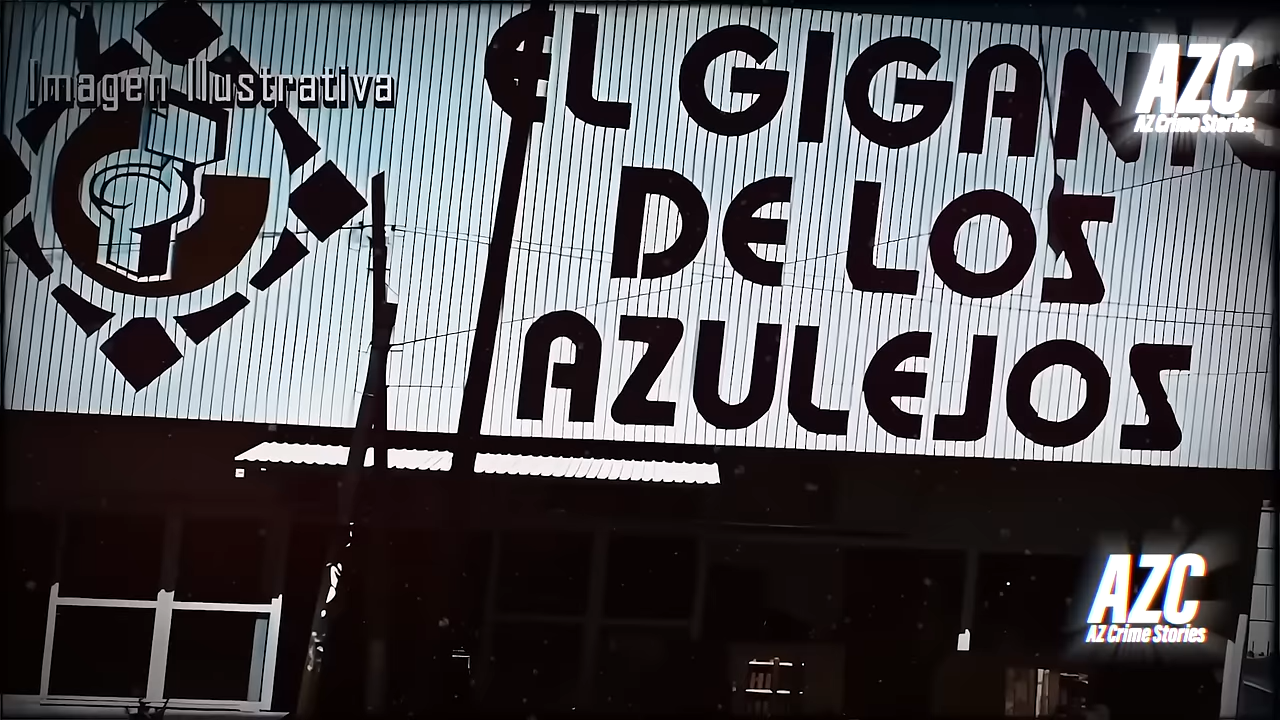 Imagen Ilustrativa
EL GIGAN
DE LOS
AZULEJOS
AZC
AZ Crime Stories
AZC
AZ Crime Stories